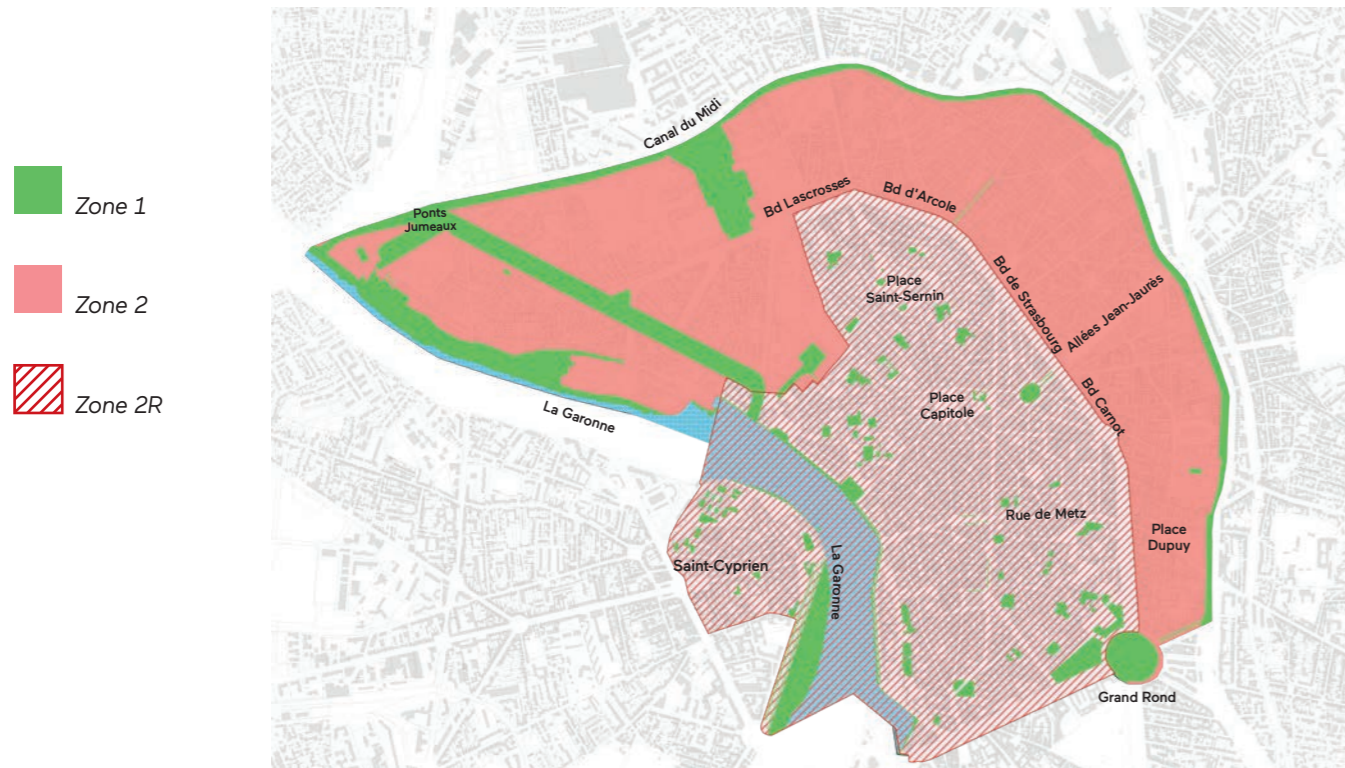 Zone 1
Zone 2
Zone 2R
Canal du Midi
Ponts
Jumeaux
Bd Lascrosses
Bd d'Arcole
Place
Saint-Sernin
Bd de Strasbourg
Allées Jean-Jaurès
Place
Capitole
Bd Carnot
La Garonne
Rue de Metz
Place
Dupuy
Saint-Cyprien
La Garonne
Grand Rond